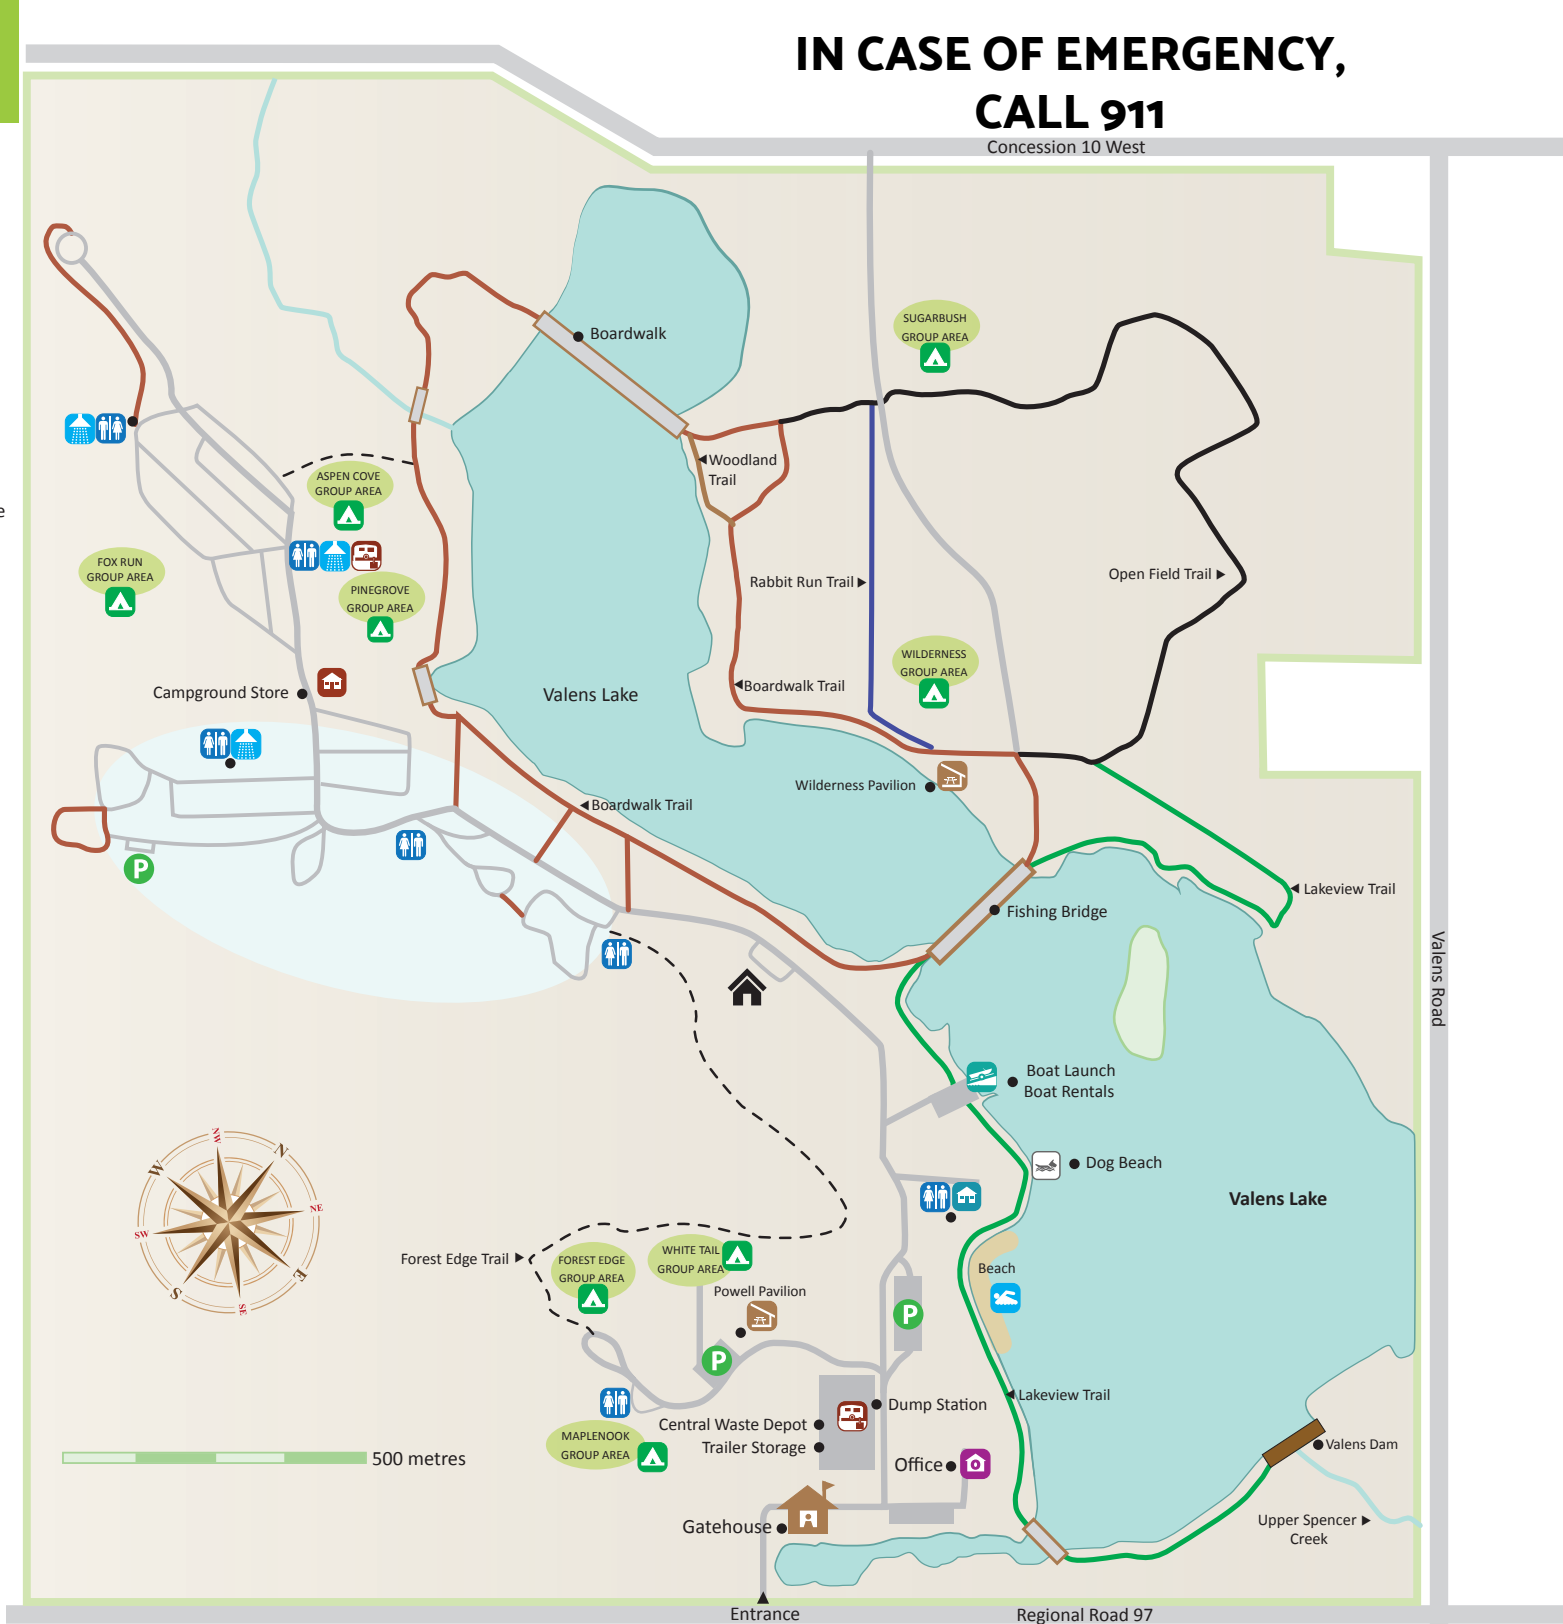 IN CASE OF EMERGENCY,
CALL 911
Concession 10 West
SUGARBUSH
GROUP AREA
Boardwalk
Woodland
Trail
ASPEN COVE
GROUP AREA
e
FOX RUN
GROUP AREA
PINEGROVE
GROUP AREA
Rabbit Run Trail
Open Field Trail
WILDERNESS
GROUP AREA
Campground Store
Valens Lake
Boardwalk Trail
Wilderness Pavilion
Boardwalk Trail
P
Lakeview Trail
Fishing Bridge
Valens Road
Boat Launch
Boat Rentals
Dog Beach
Valens Lake
NW
N
W
NE
SW
E
S
SE
Forest Edge Trail
FOREST EDGE
GROUP AREA
WHITE TAIL
GROUP AREA
Beach
Powell Pavilion
P
P
Lakeview Trail
Dump Station
Central Waste Depot
Trailer Storage
MAPLENOOK
GROUP AREA
500 metres
Office
Valens Dam
Gatehouse
Upper Spencer
Creek
Entrance
Regional Road 97